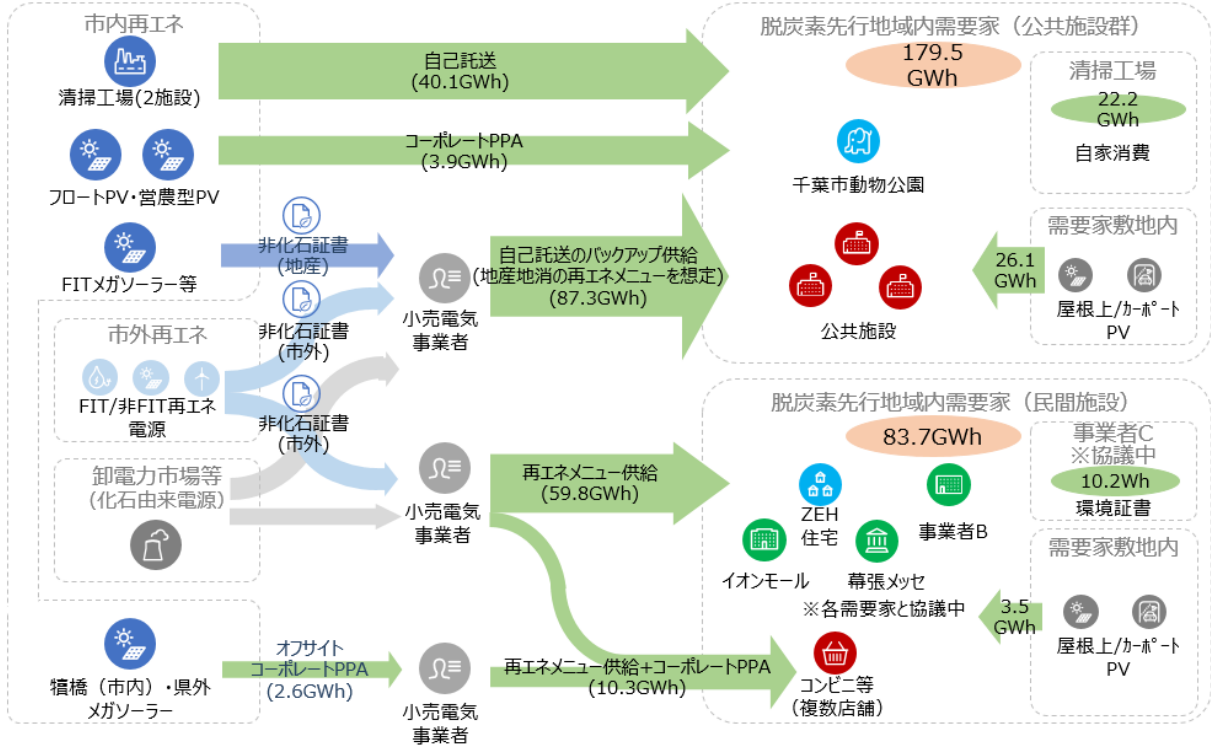 市内再エネ
清掃工場(2施設)
フロートPV・営農型PV
FITメガソーラー等
市外再エネ
FIT/非FIT再エネ
電源
卸電力市場等
(化石由来電源)
犢橋（市内）・県外
メガソーラー
自己託送
(40.1GWh)
コーポレートPPA
(3.9GWh)
非化石証書
(地産)
非化石証書
(市外)
非化石証書
(市外)
小売電気
事業者
自己託送のバックアップ供給
(地産地消の再エネメニューを想定)
(87.3GWh)
小売電気
事業者
再エネメニュー供給
(59.8GWh)
オフサイト
コーポレートPPA
(2.6GWh)
小売電気
事業者
再エネメニュー供給+コーポレートPPA
(10.3GWh)
脱炭素先行地域内需要家（公共施設群）
179.5
GWh
清掃工場
22.2
GWh
自家消費
千葉市動物公園
公共施設
需要家敷地内
26.1
GWh
屋根上/カーポート
PV
脱炭素先行地域内需要家（民間施設）
83.7GWh
事業者C
※協議中
10.2Wh
環境証書
ZEH
住宅
事業者B
イオンモール
幕張メッセ
※各需要家と協議中
需要家敷地内
3.5
GWh
屋根上/カーポート
PV
コンビニ等
（複数店舗）